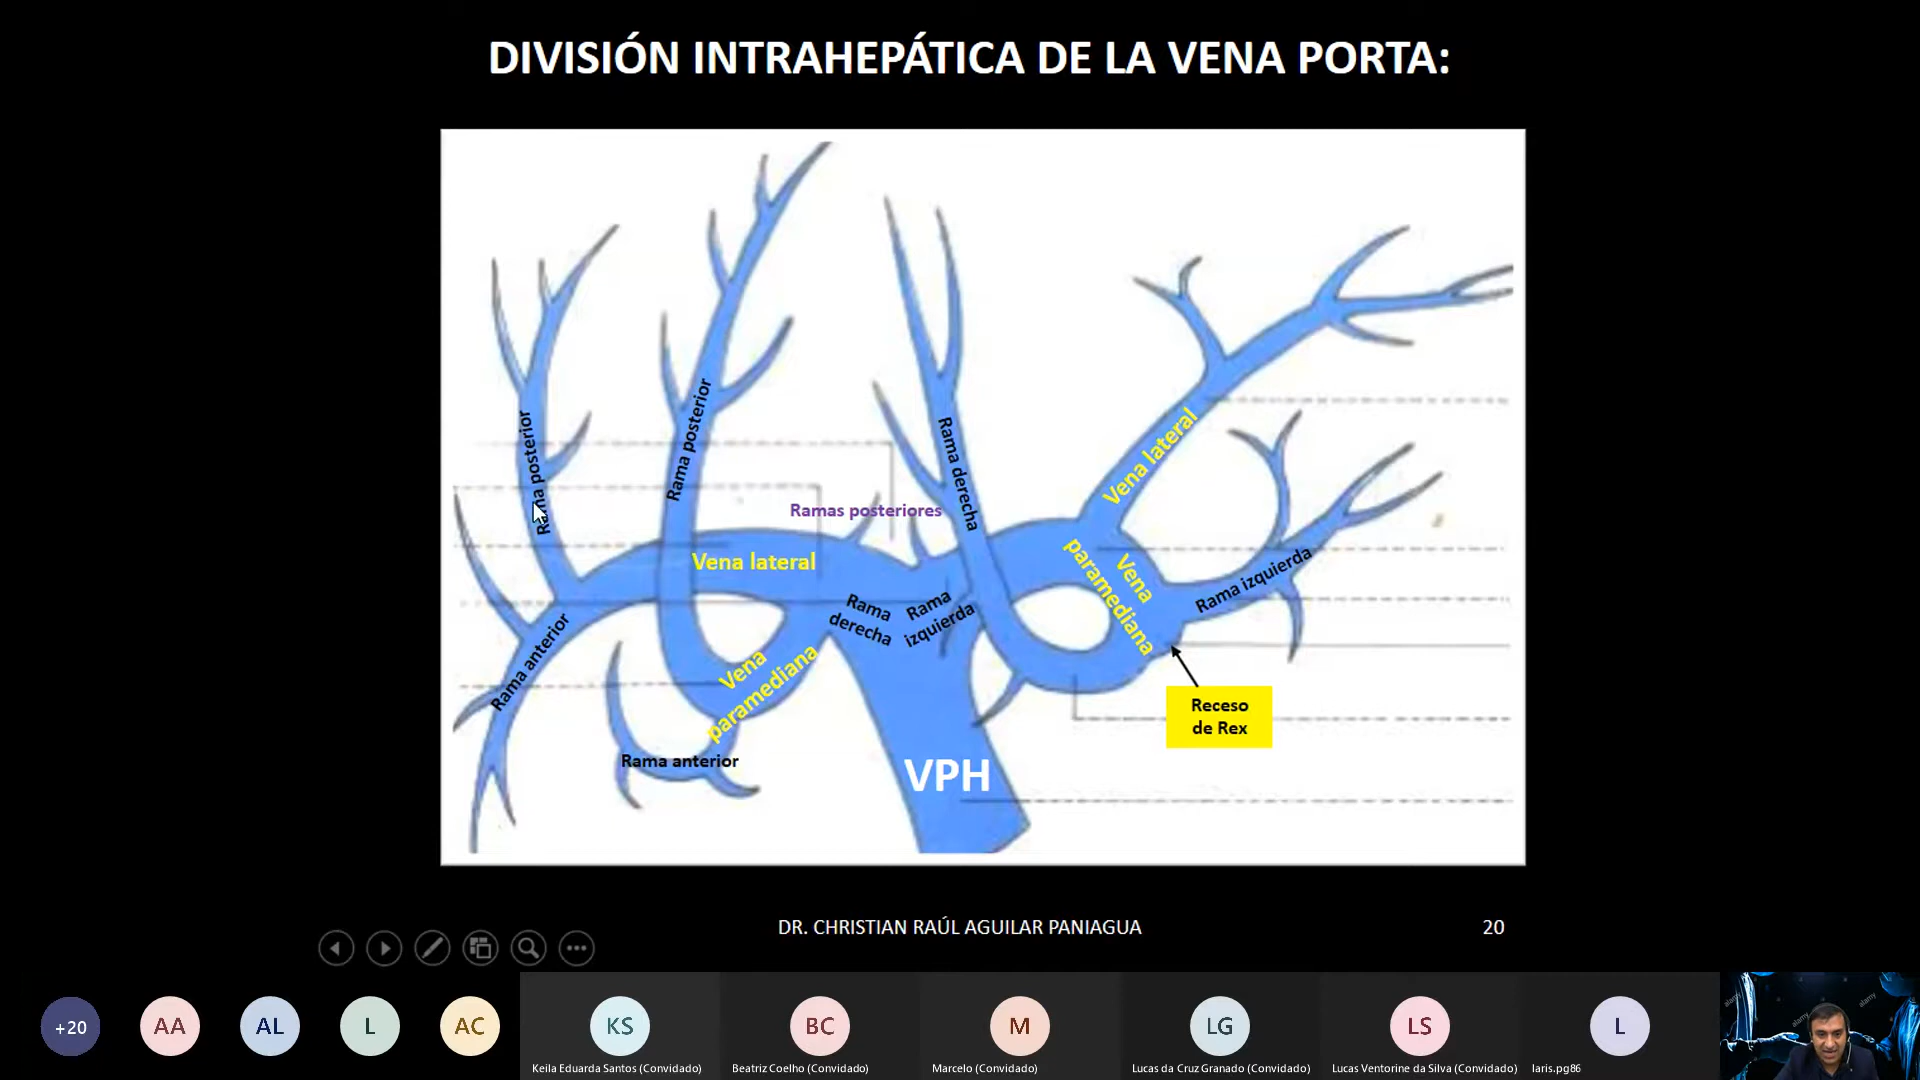 DIVISIÓN INTRAHEPÁTICA DE LA VENA PORTA:
Rama posterior
Rama posterior
Rama derecha
Vena lateral
Ramas posteriores
Vena lateral
Vena
paramediana
Rama izquierda
Rama
derecha
Rama
izquierda
Rama anterior
Vena
paramediana
Receso
de Rex
Rama anterior
VPH
DR. CHRISTIAN RAÚL AGUILAR PANIAGUA
20
+20
AA
AL
L
AC
KS
BC
M
LG
LS
L
Keila Eduarda Santos (Convidado)
Beatriz Coelho (Convidado)
Marcelo (Convidado)
Lucas da Cruz Granado (Convidado)
Lucas Ventorine da Silva (Convidado)
laris.pg86
alamy
alamy
alamy